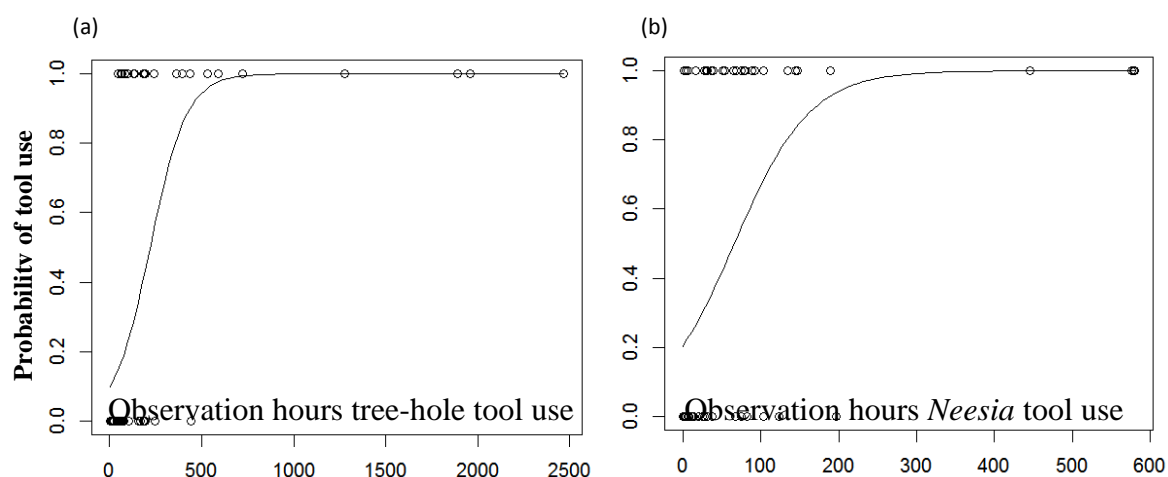 (a)
(b)
Probability of tool use
1.0
0.8
0.6
0.4
0.2
0.0
Observation hours tree-hole tool use
0 500 1000 1500 2000 2500
1.0
0.8
0.6
0.4
0.2
0.0
Observation hours Neesia tool use
0 100 200 300 400 500 600